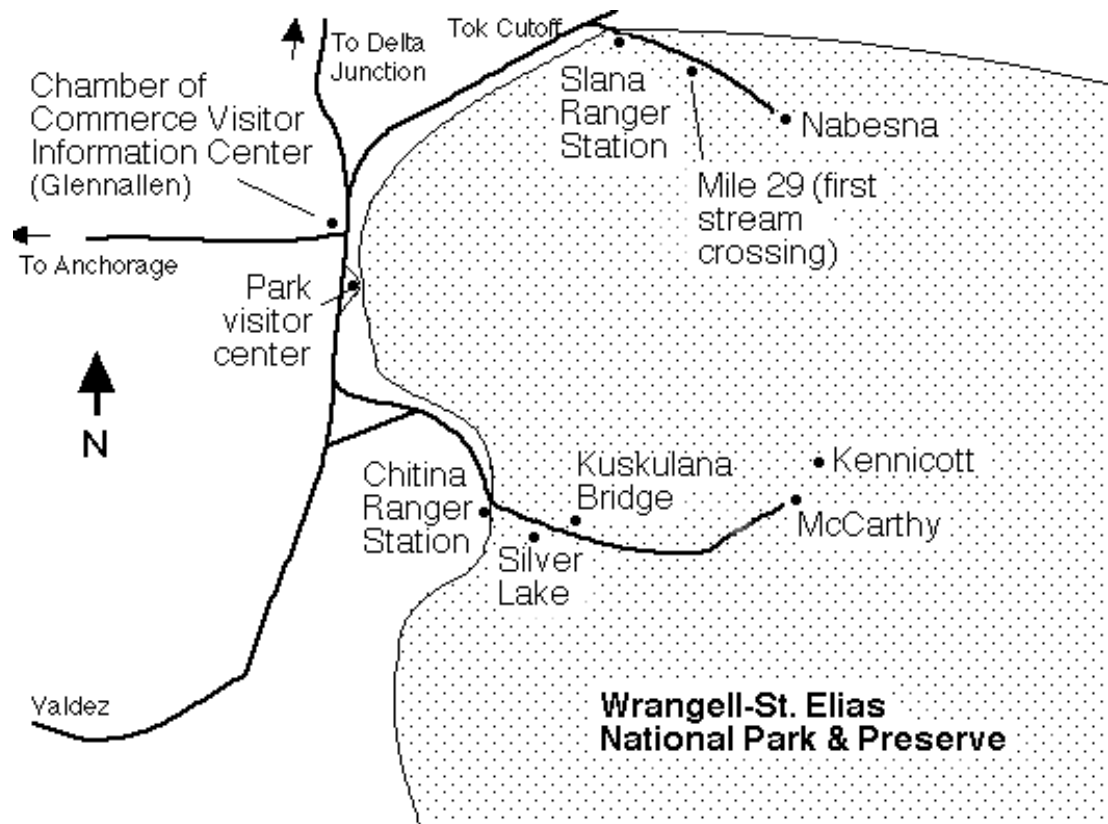 Tok Cutoff
To Delta
Junction
Chamber of
Commerce Visitor
Information Center
(Glennallen)
Slana
Ranger
Station
Nabesna
Mile 29 (first
stream
crossing)
To Anchorage
Park
visitor
center
N
Chitina
Ranger
Station
Kuskulana
Bridge
Kennicott
McCarthy
Silver
Lake
Valdez
Wrangell-St. Elias
National Park & Preserve